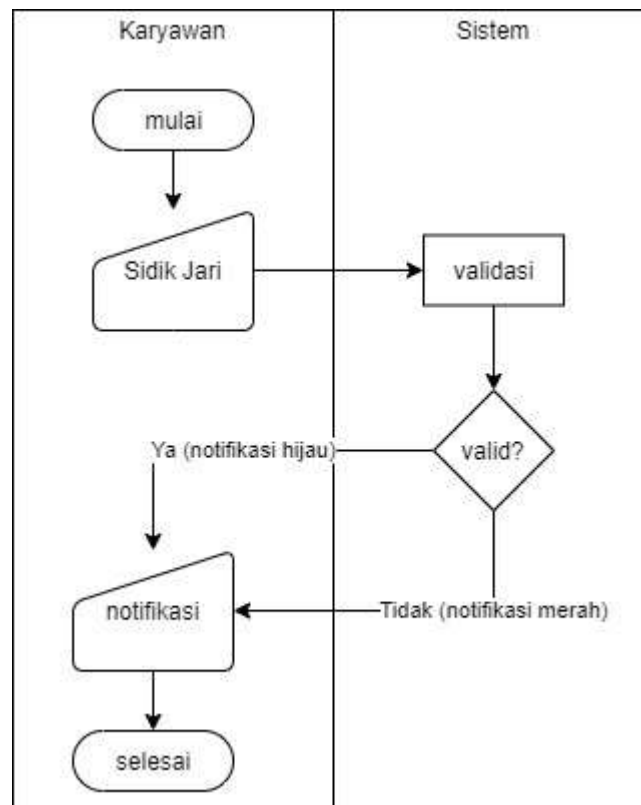 Karyawan
Sistem
mulai
Sidik Jari
validasi
valid?
Ya (notifikasi hijau)
notifikasi
Tidak (notifikasi merah)
selesai